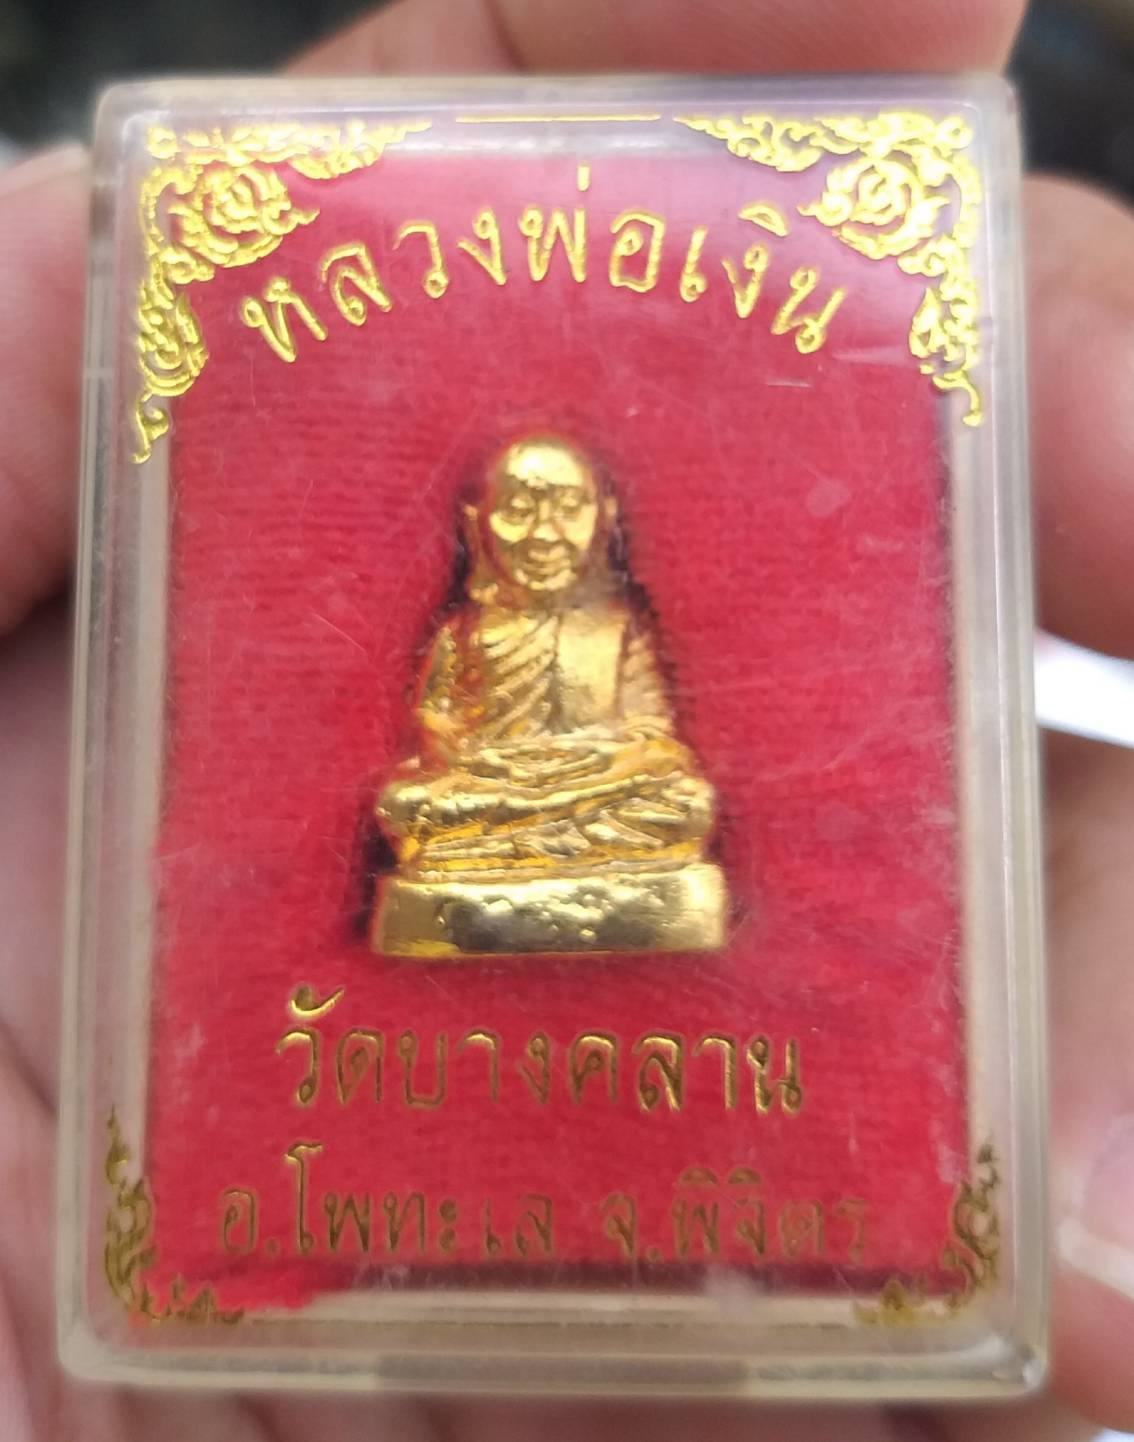 หลวงพ่อเงิน
วัดบางคลาน
อ.โพทะเล จ.พิจิตร